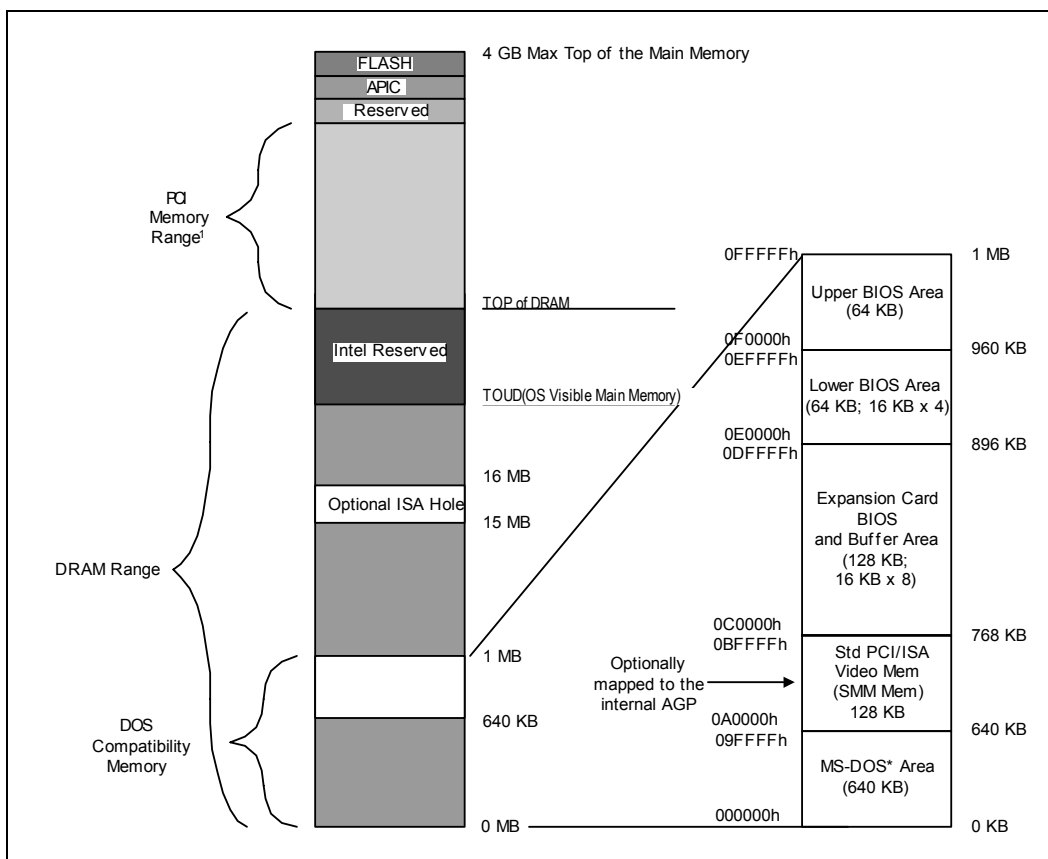 4 GB Max Top of the Main Memory
FLASH
APIC
Reserved
PCI
Memory
Range1
TOP of DRAM
Intel Reserved
TOUD(OS Visible Main Memory)
16 MB
Optional ISA Hole
15 MB
DRAM Range
1 MB
640 KB
DOS
Compatibility
Memory
0 MB
0FFFFFh
1 MB
Upper BIOS Area
(64 KB)
0F0000h
960 KB
0EFFFFh
Lower BIOS Area
(64 KB; 16 KB x 4)
0E0000h
896 KB
0DFFFFh
Expansion Card
BIOS
and Buffer Area
(128 KB;
16 KB x 8)
0C0000h
768 KB
0BFFFFh
Std PCI/ISA
Video Mem
(SMM Mem)
128 KB
Optionally
mapped to the
internal AGP
0A0000h
640 KB
09FFFFh
MS-DOS* Area
(640 KB)
000000h
0 KB